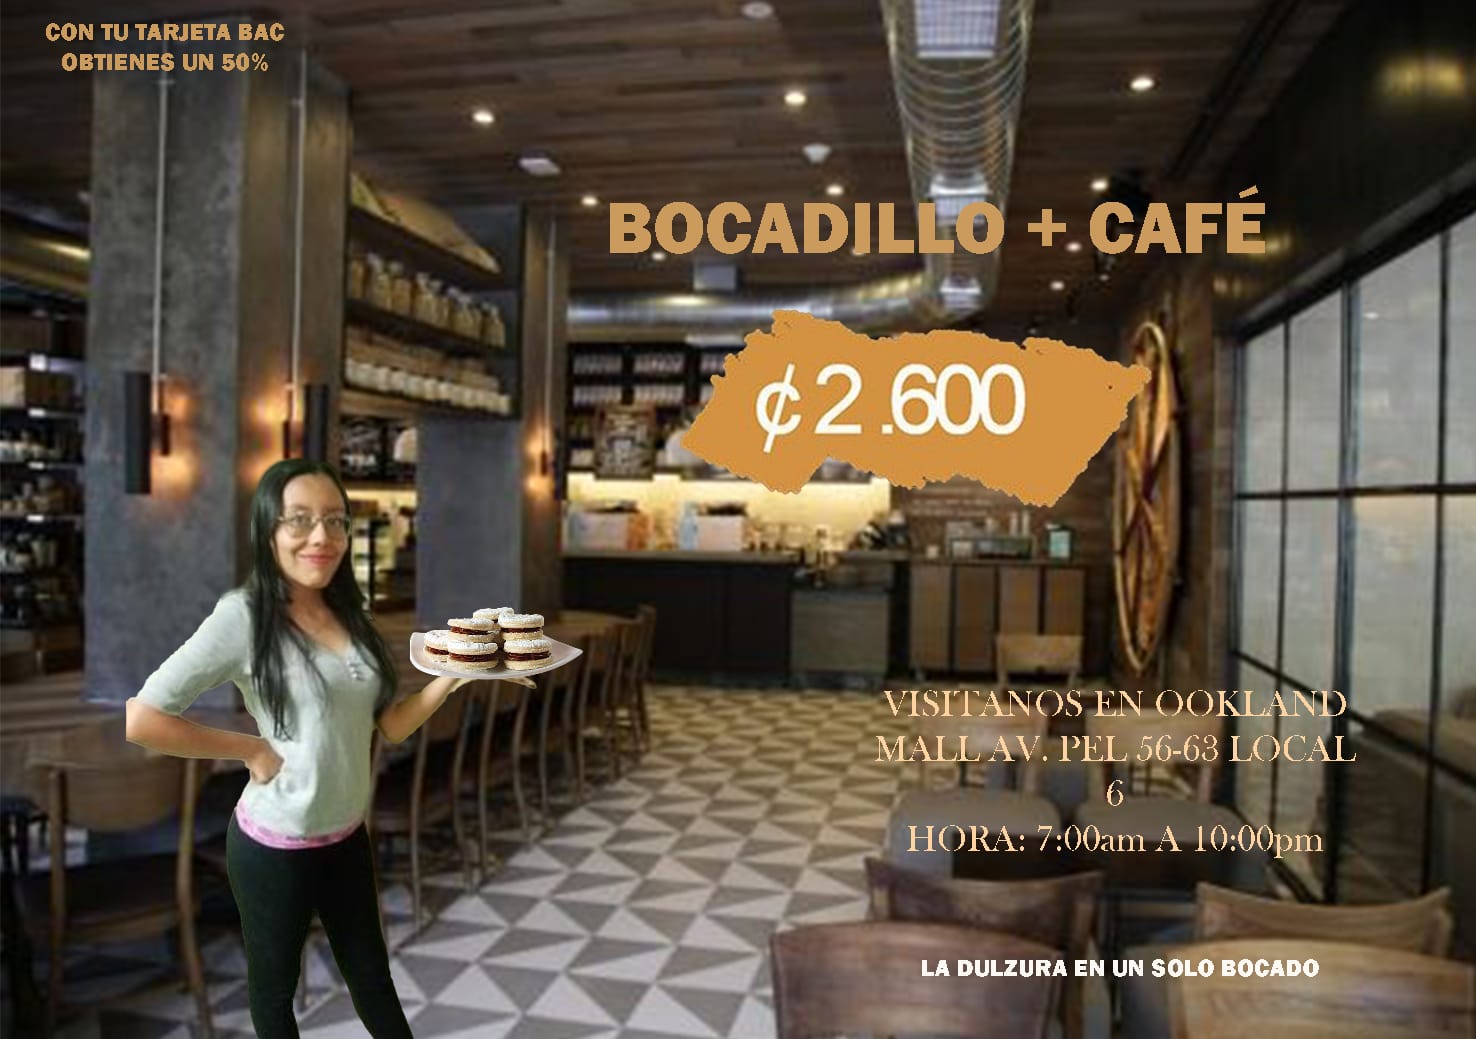 CON TU TARJETA BAC
OBTIENES UN 50%
BOCADILLO + CAFÉ
₡2.600
VISITANOS EN OOKLAND
MALL AV. PEL 56-63 LOCAL
6
HORA: 7:00am A 10:00pm
LA DULZURA EN UN SOLO BOCADO